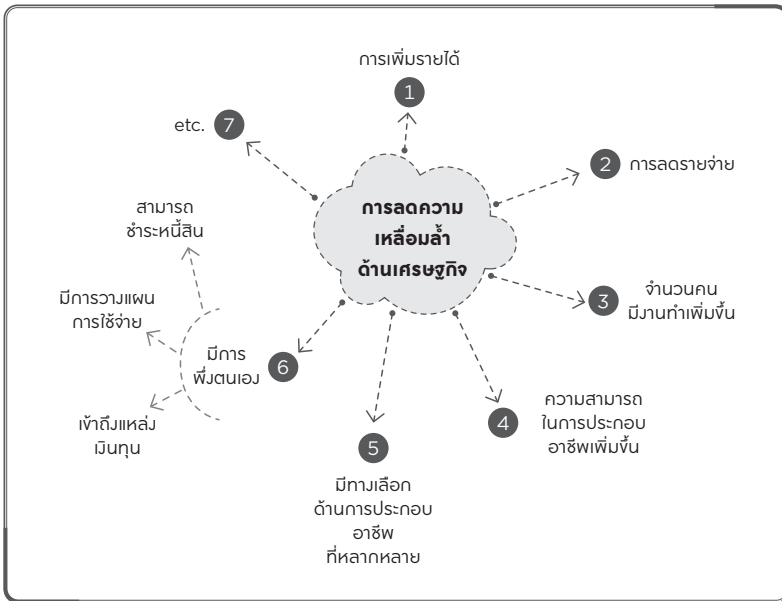 การลดความ
เหลื่อมล้ำ
ด้านเศรษฐกิจ
การเพิ่มรายได้
1
2 การลดรายจ่าย
3 จำนวนคน
มีงานทำเพิ่มขึ้น
4 ความสามารถ
ในการประกอบ
อาชีพเพิ่มขึ้น
5
มีทางเลือก
ด้านการประกอบ
อาชีพ
ที่หลากหลาย
มีการ
พึ่งตนเอง 6
สามารถ
ชำระหนี้สิน
มีการวางแผน
การใช้จ่าย
เข้าถึงแหล่ง
เงินทุน
etc. 7